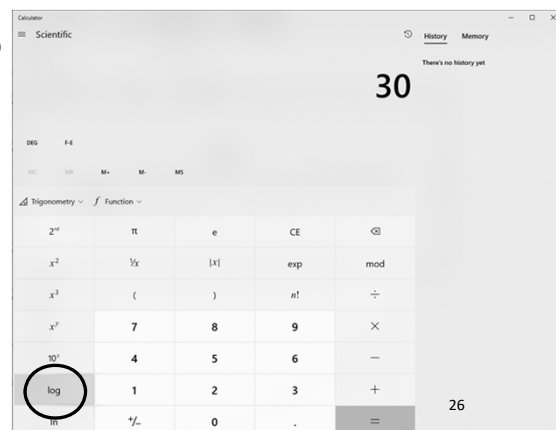 Calculator
Scientific
History Memory
There's no history yet
30
DEG F-E
MC MR M+ M- MS
Trigonometry f Function
2ⁿᵈ π e CE
x² ¹/x |x| exp mod
x³ ( ) n! ÷
xʸ 7 8 9 ×
10ˣ 4 5 6 −
log 1 2 3 +
ln +/− 0 . =
26